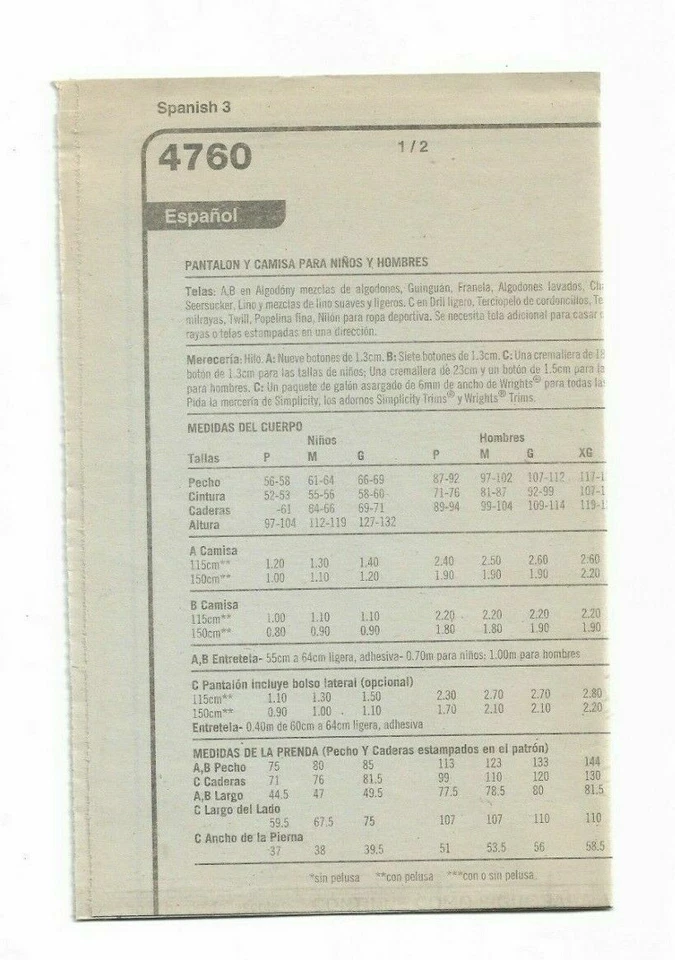 Spanish 3
4760
1 / 2
Español
PANTALON Y CAMISA PARA NIÑOS Y HOMBRES
Telas: A,B en Algodóny mezclas de algodones, Guinguán, Franela, Algodones lavados,
Seersucker, Lino y mezclas de lino suaves y ligeros. C en Dril ligero, Terciopelo de cordoncillos,
milrayas, Twill, Popelina fina, Nilón para ropa deportiva. Se necesita tela adicional para casar
rayas o telas estampadas en una dirección.
Mercería: Hilo. A: Nueve botones de 1.3cm. B: Siete botones de 1.3cm. C: Una cremallera de 18
botón de 1.3cm para las tallas de niños; Una cremallera de 23cm y un botón de 1.5cm para
para hombres. C: Un paquete de galón asargado de 6mm de ancho de Wrights® para todas
Pida la mercería de Simplicity, los adornos Simplicity Trims® y Wrights® Trims.
MEDIDAS DEL CUERPO
Niños Hombres
Tallas P M G P M G XG
Pecho 56-58 61-64 66-69 87-92 97-102 107-112 117-1
Cintura 52-53 55-56 58-60 71-76 81-87 92-99 107-1
Caderas -61 64-66 69-71 89-94 99-104 109-114 119-1
Altura 97-104 112-119 127-132
A Camisa
115cm** 1.20 1.30 1.40 2.40 2.50 2.60 2.60
150cm** 1.00 1.10 1.20 1.90 1.90 1.90 2.20
B Camisa
115cm** 1.00 1.10 1.10 2.20 2.20 2.20 2.20
150cm** 0.80 0.90 0.90 1.80 1.80 1.90 1.90
A,B Entretela- 55cm a 64cm ligera, adhesiva- 0.70m para niños; 1.00m para hombres
C Pantalón incluye bolso lateral (opcional)
115cm** 1.10 1.30 1.50 2.30 2.70 2.70 2.80
150cm** 0.90 1.00 1.10 1.70 2.10 2.10 2.20
Entretela- 0.40m de 60cm a 64cm ligera, adhesiva
MEDIDAS DE LA PRENDA (Pecho Y Caderas estampados en el patrón)
A,B Pecho 75 80 85 113 123 133 144
C Caderas 71 76 81.5 99 110 120 130
A,B Largo 44.5 47 49.5 77.5 78.5 80 81.5
C Largo del Lado
59.5 67.5 75 107 107 110 110
C Ancho de la Pierna
37 38 39.5 51 53.5 56 58.5
*sin pelusa **con pelusa ***con o sin pelusa